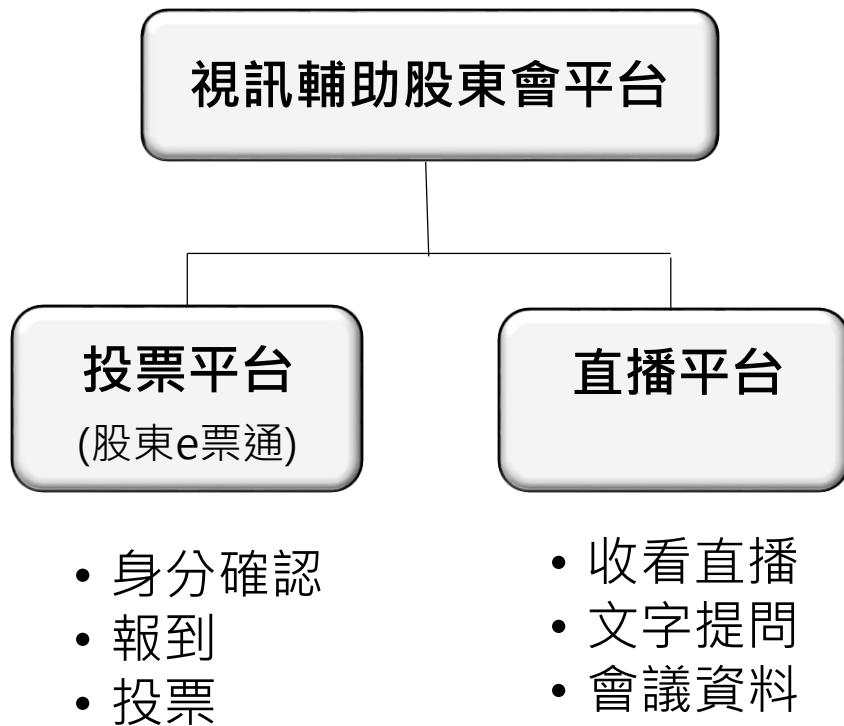 視訊輔助股東會平台
投票平台
(股東e票通)
• 身分確認
• 報到
• 投票
直播平台
• 收看直播
• 文字提問
• 會議資料